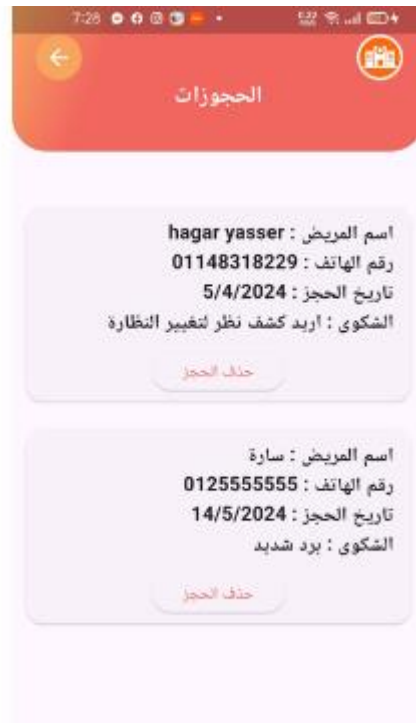 7:26
الحجوزات
اسم المريض : hagar yasser
رقم الهاتف : 01148318229
تاريخ الحجز : 5/4/2024
الشكوى : اريد كشف نظر لتغيير النظارة
حذف الحجز
اسم المريض : سارة
رقم الهاتف : 0125555555
تاريخ الحجز : 14/5/2024
الشكوى : برد شديد
حذف الحجز